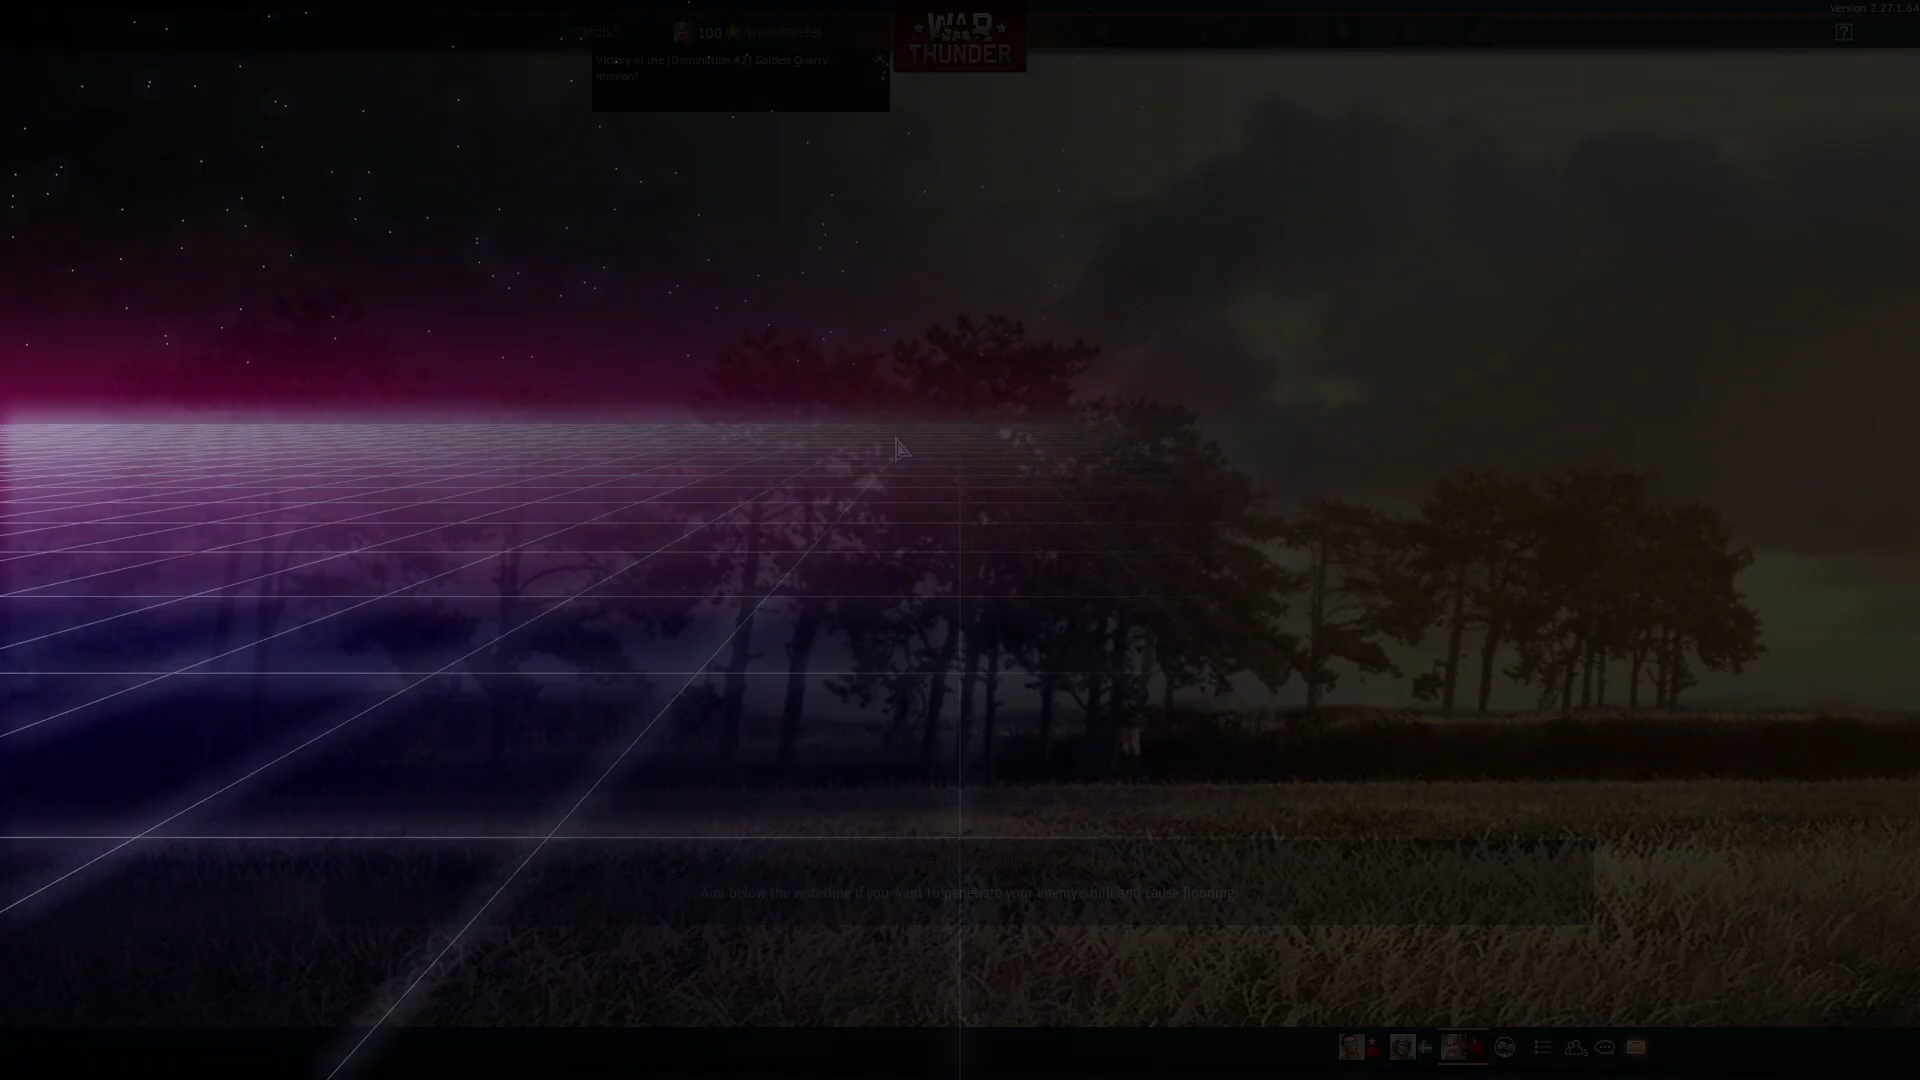 Version 2.27.1.64
100
WAR
THUNDER
Victory in the [Domination #2] Golden Quarry
mission!
Aim below the waterline if you want to penetrate your enemy's hull and cause flooding.
5